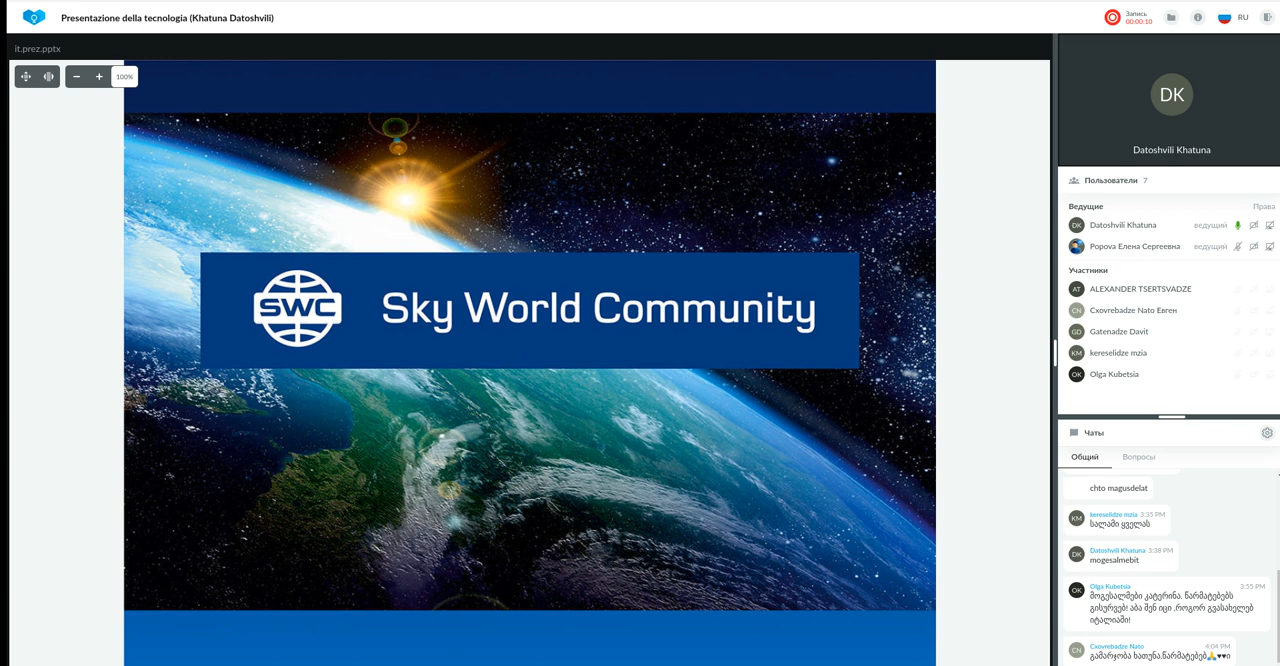 Presentazione della tecnologia (Khatuna Datoshvili)
Запись
00:00:10
RU
it.prez.pptx
100%
SWC
Sky World Community
DK
Datoshvili Khatuna
Пользователи 7
Ведущие Права
DK Datoshvili Khatuna ведущий
Popova Елена Сергеевна ведущий
Участники
AT ALEXANDER TSERTSVADZE
CN Cxovrebadze Nato Евген
GD Gatenadze Davit
KM kereselidze mzia
OK Olga Kubetsia
Чаты
Общий Вопросы
chto magusdelat
KM kereselidze mzia 3:35 PM
სალამი ყველას
DK Datoshvili Khatuna 3:38 PM
mogesalmebit
OK Olga Kubetsia 3:55 PM
მოგესალმები კატერინა. წარმატებებს
გისურვებ! აბა შენ იცი ,როგორ გვასახელებ
იტალიაში!
CN Cxovrebadze Nato 4:04 PM
გამარჯობა ხათუნა,წარმატებებ🙏♥♥ი